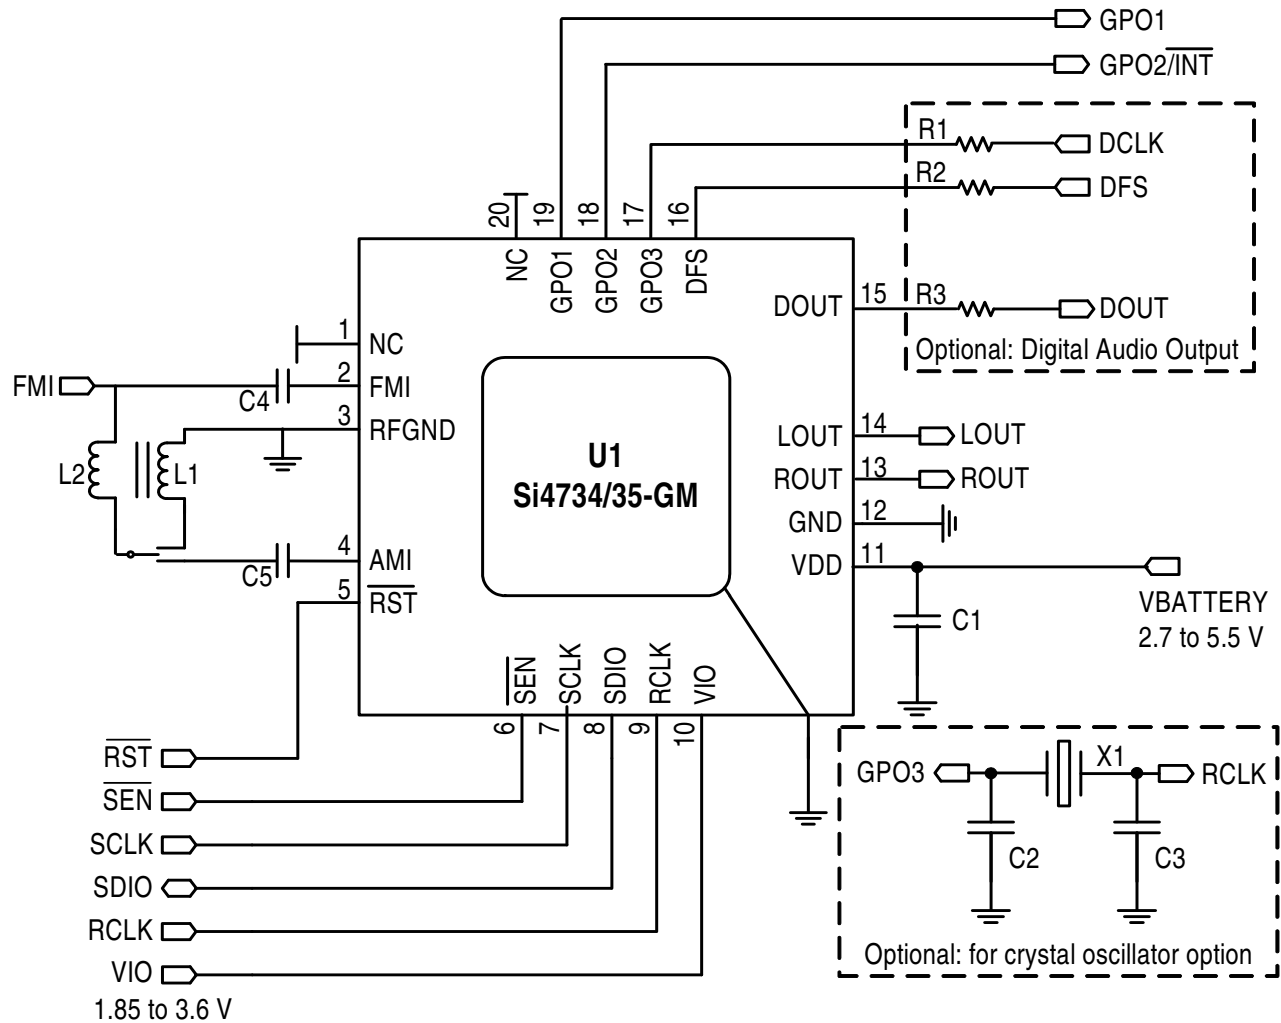 GPO1
GPO2/INT
R1
DCLK
R2
DFS
20
19
18
17
16
NC
GPO1
GPO2
GPO3
DFS
DOUT
15
R3
DOUT
Optional: Digital Audio Output
1
NC
FMI
C4
2
FMI
3
RFGND
L2
L1
U1
Si4734/35-GM
LOUT
14
LOUT
ROUT
13
ROUT
GND
12
VDD
11
C5
4
AMI
5
RST
C1
VBATTERY
2.7 to 5.5 V
SEN
SCLK
SDIO
RCLK
VIO
6
7
8
9
10
RST
SEN
SCLK
SDIO
RCLK
VIO
1.85 to 3.6 V
GPO3
X1
RCLK
C2
C3
Optional: for crystal oscillator option